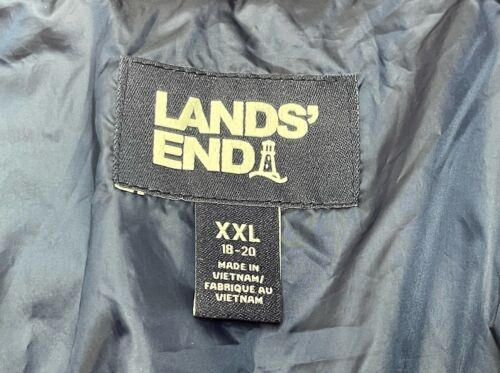 LANDS'
END
XXL
18-20
MADE IN
VIETNAM/
FABRIQUE AU
VIETNAM